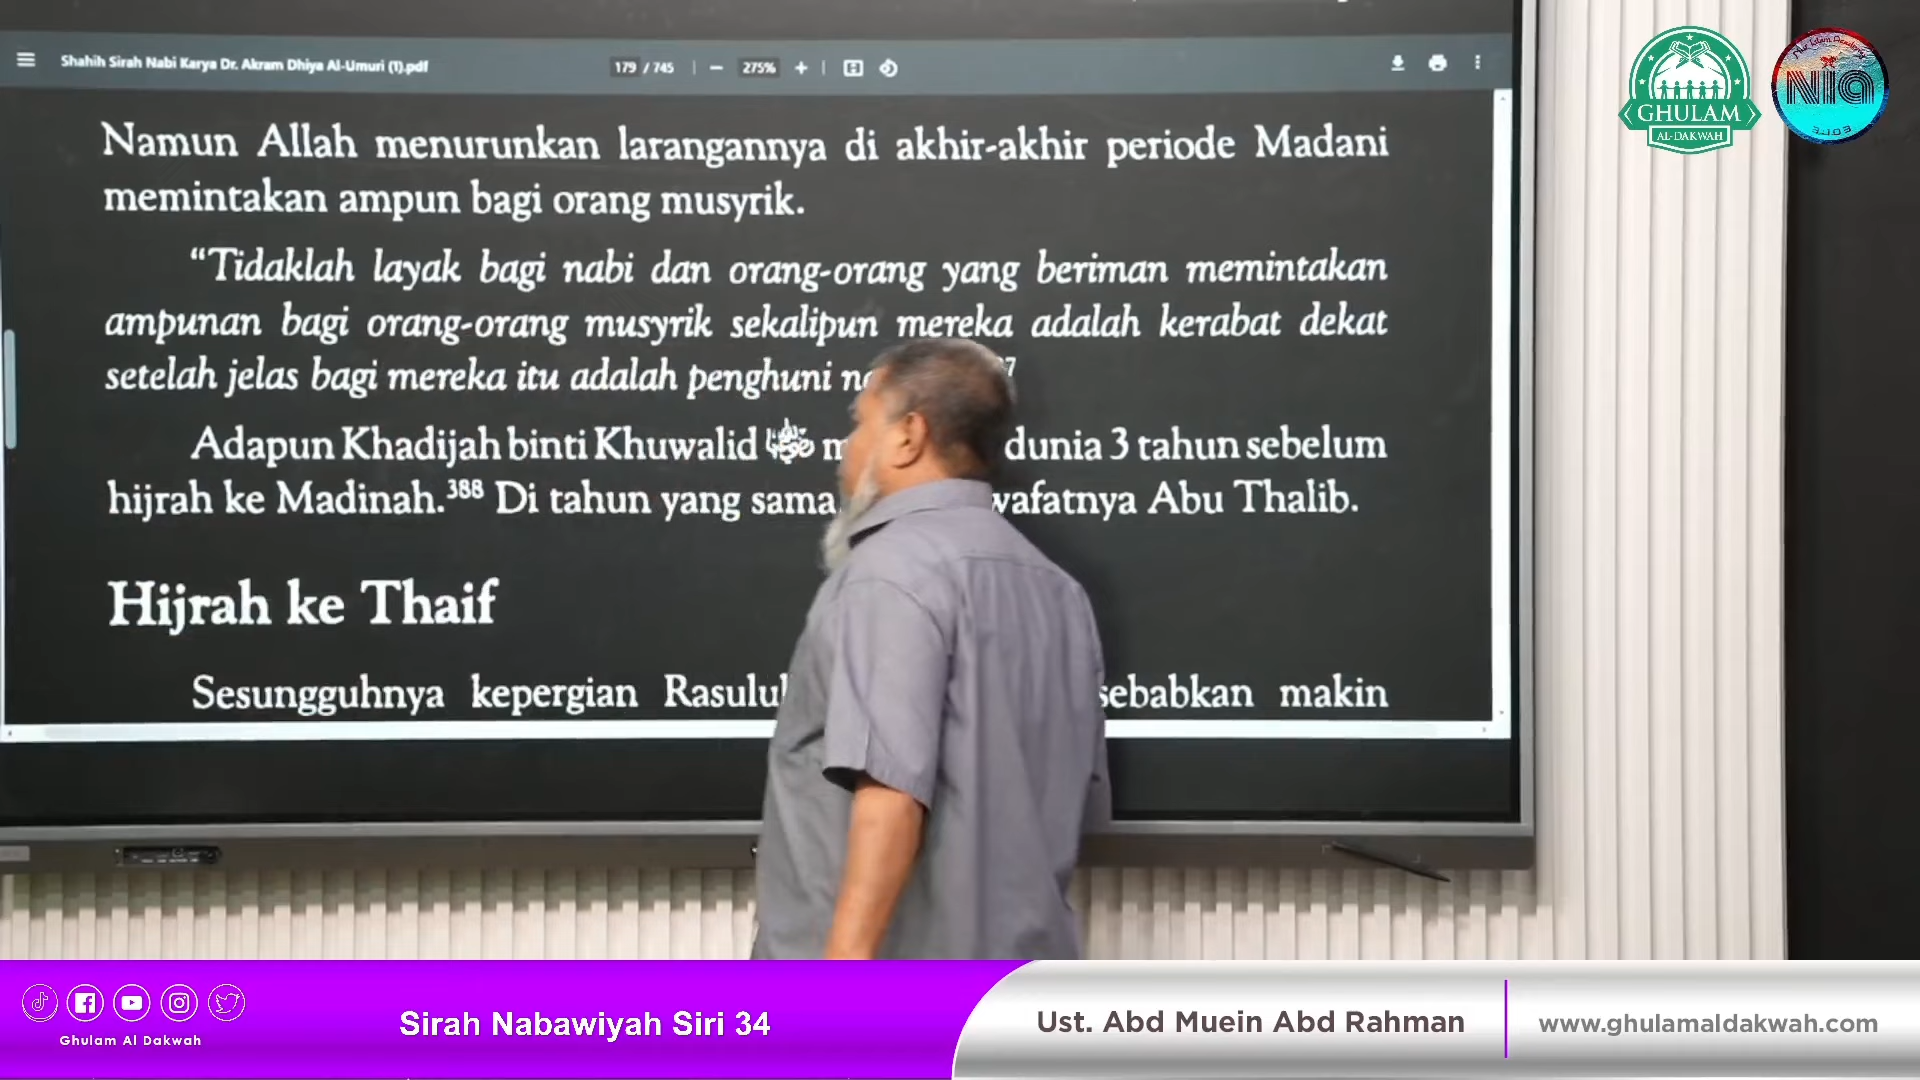 Shahih Sirah Nabi Karya Dr. Akram Dhiya Al-Umuri (1).pdf
179 / 745
275%
GHULAM
AL-DAKWAH
NIA
Namun Allah menurunkan larangannya di akhir-akhir periode Madani
memintakan ampun bagi orang musyrik.
“Tidaklah layak bagi nabi dan orang-orang yang beriman memintakan
ampunan bagi orang-orang musyrik sekalipun mereka adalah kerabat dekat
setelah jelas bagi mereka itu adalah penghuni
Adapun Khadijah binti Khuwalid dunia 3 tahun sebelum
hijrah ke Madinah.388 Di tahun yang sama wafatnya Abu Thalib.
Hijrah ke Thaif
Sesungguhnya kepergian makin
Ghulam Al Dakwah
Sirah Nabawiyah Siri 34
Ust. Abd Muein Abd Rahman
www.ghulamaldakwah.com